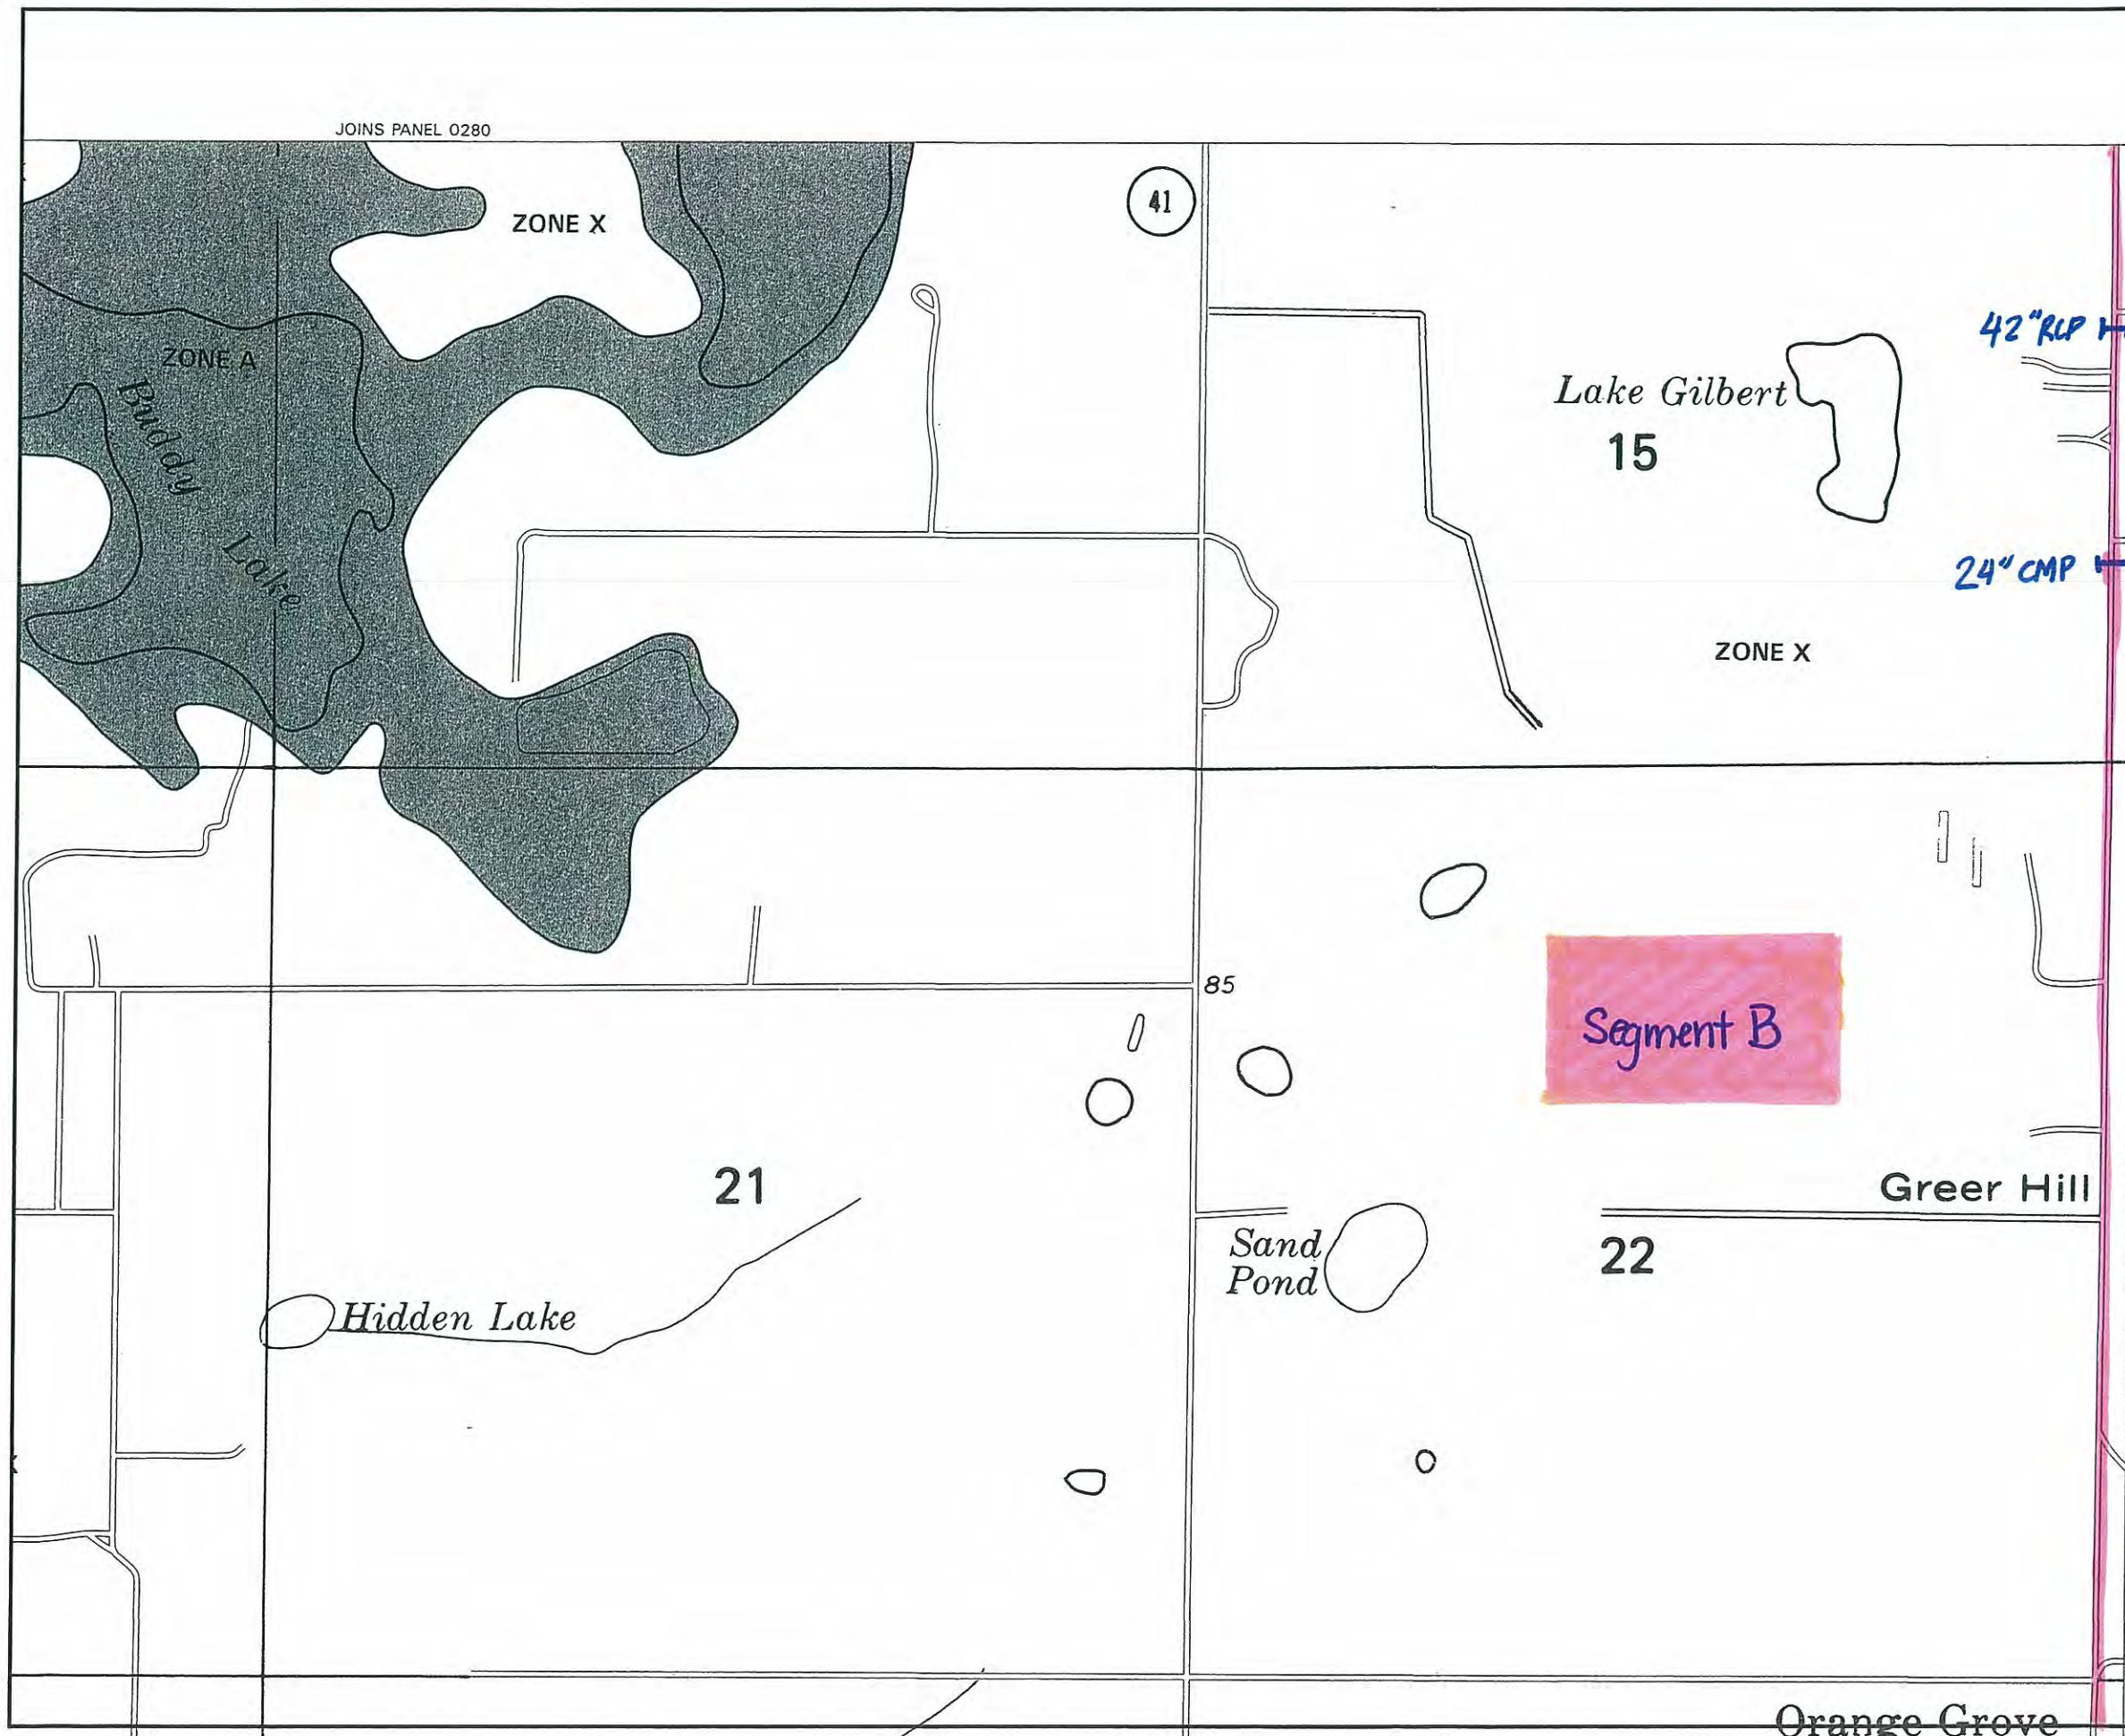 JOINS PANEL 0280
ZONE X
41
42" RCP
ZONE A
Lake Gilbert
15
Buddy
Lake
24" CMP
ZONE X
85
Segment B
21
Greer Hill
Sand
Pond
22
Hidden Lake
Orange Grove